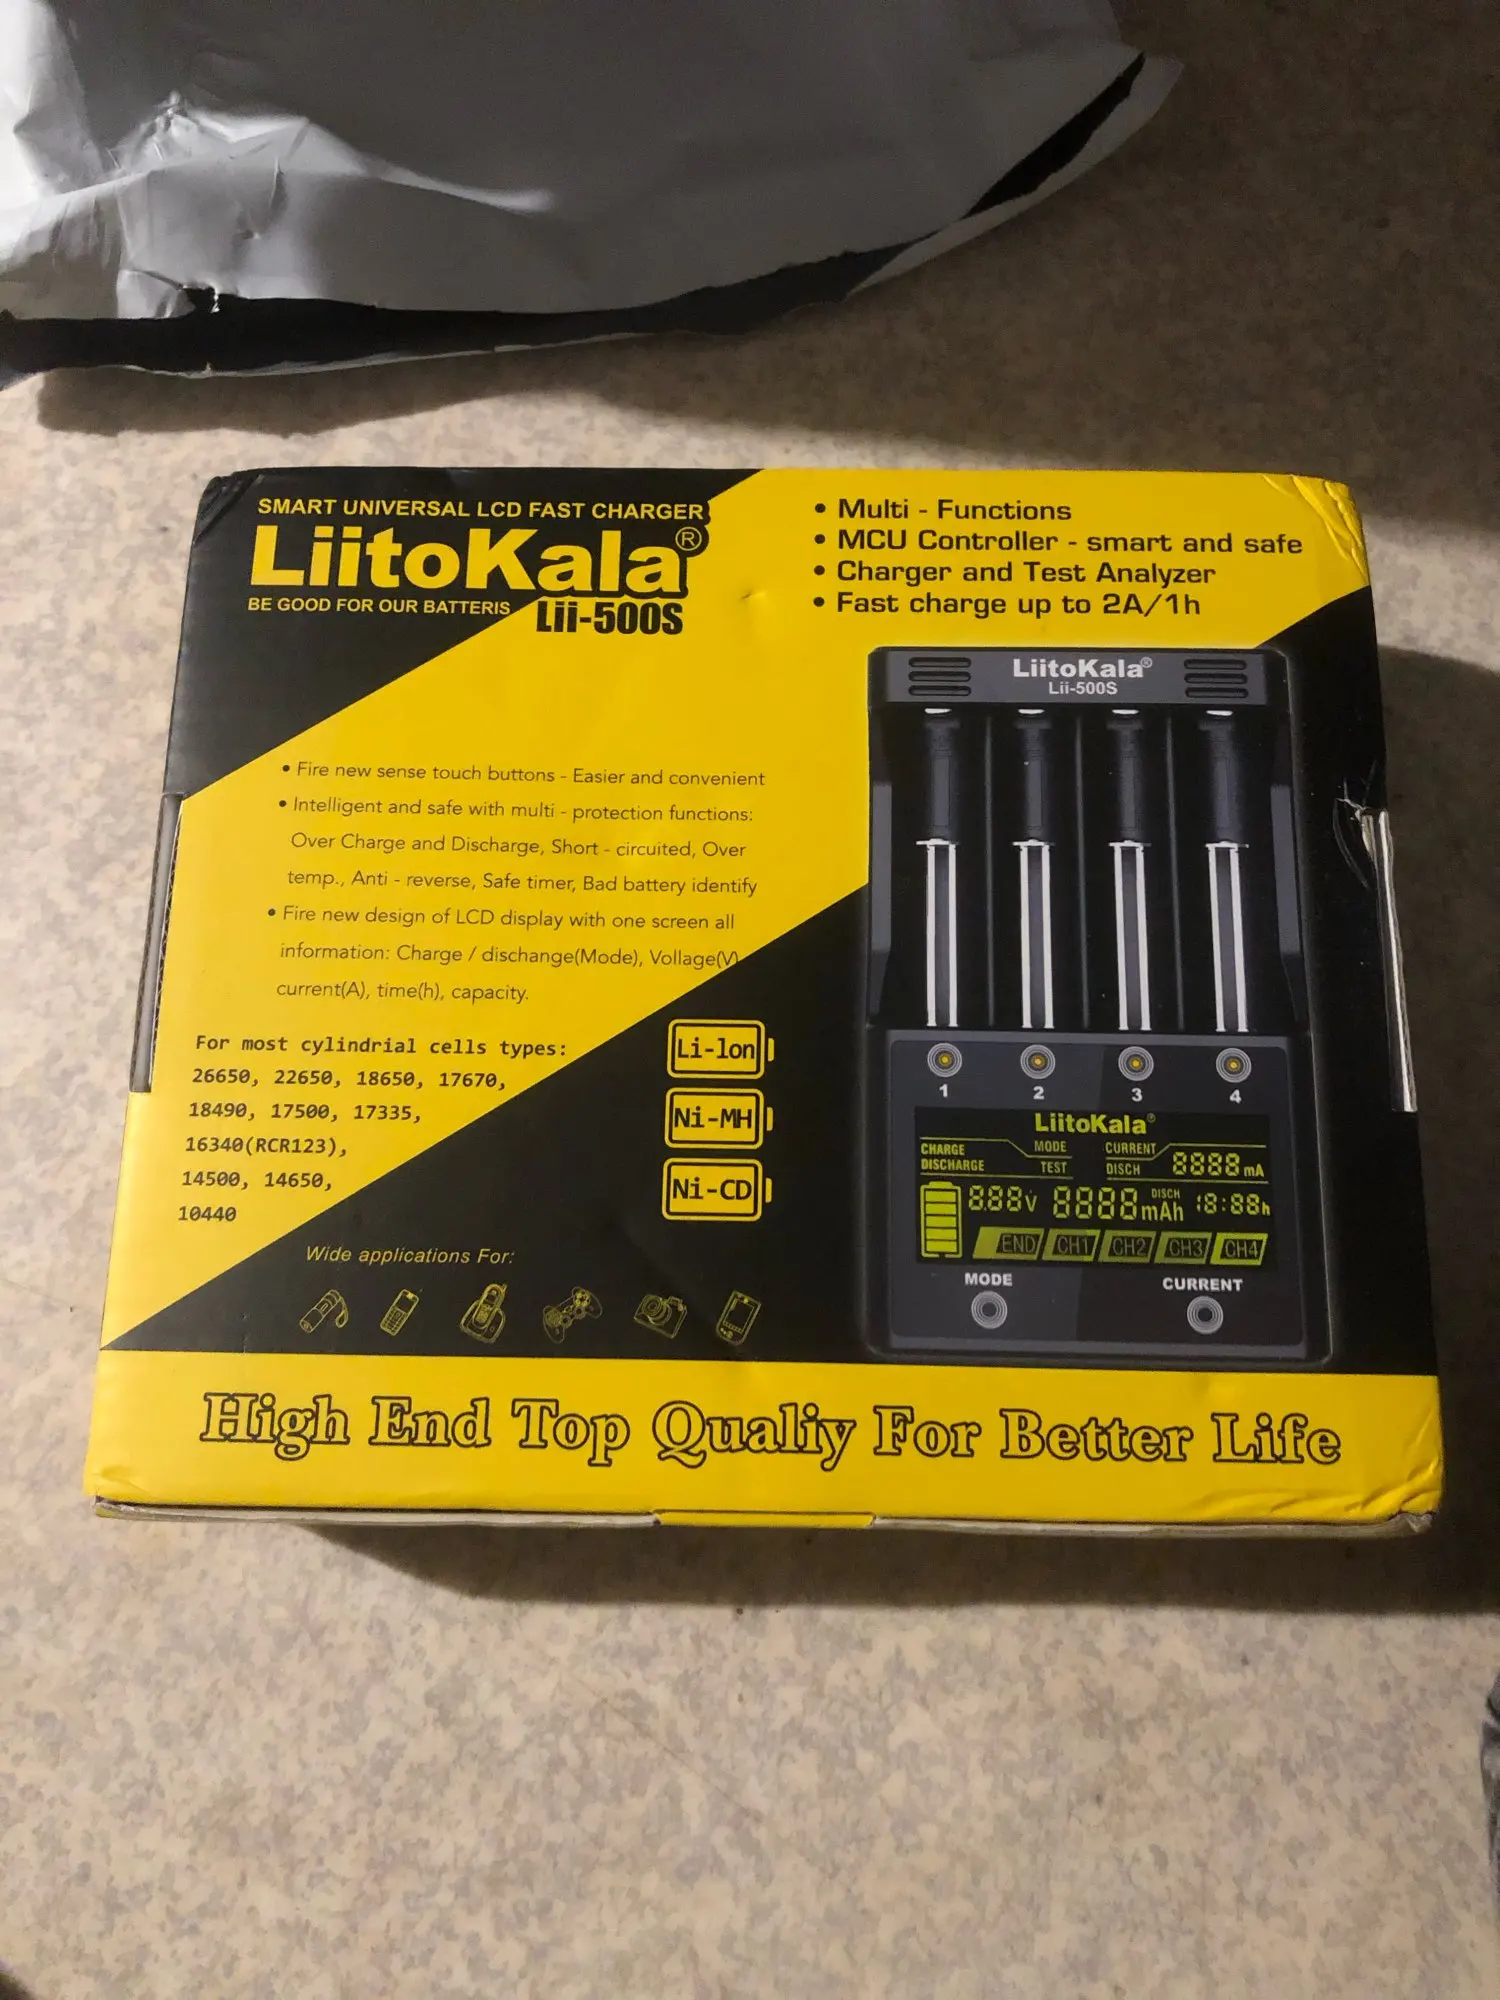 SMART UNIVERSAL LCD FAST CHARGER
LiitoKala®
BE GOOD FOR OUR BATTERIS
Lii-500S
• Multi - Functions
• MCU Controller - smart and safe
• Charger and Test Analyzer
• Fast charge up to 2A/1h
• Fire new sense touch buttons - Easier and convenient
• Intelligent and safe with multi - protection functions:
Over Charge and Discharge, Short - circuited, Over
temp., Anti - reverse, Safe timer, Bad battery identify
• Fire new design of LCD display with one screen all
information: Charge / dischange(Mode), Vollage(V)
current(A), time(h), capacity.
For most cylindrial cells types:
26650, 22650, 18650, 17670,
18490, 17500, 17335,
16340(RCR123),
14500, 14650,
10440
Li-lon
Ni-MH
Ni-CD
Wide applications For:
LiitoKala®
Lii-500S
1 2 3 4
LiitoKala®
CHARGE MODE CURRENT
DISCHARGE TEST DISCH 8888mA
8.88V 8888mAh DISCH 18:88h
END CH1 CH2 CH3 CH4
MODE CURRENT
High End Top Qualiy For Better Life